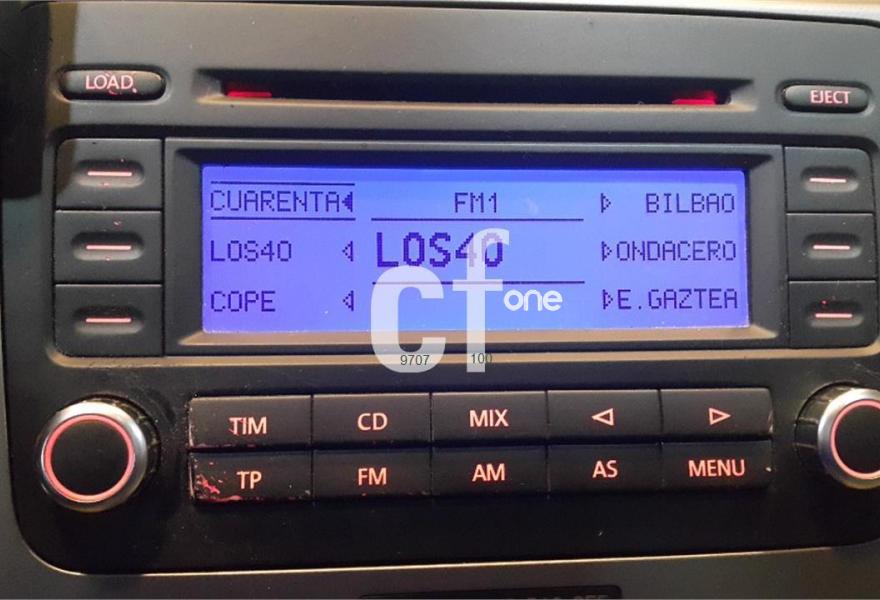 LOAD
EJECT
CUARENTA FM1 BILBAO
LOS40 LOS40 ONDACERO
COPE E.GAZTEA
cf one
9707 100
TIM CD MIX
TP FM AM AS MENU